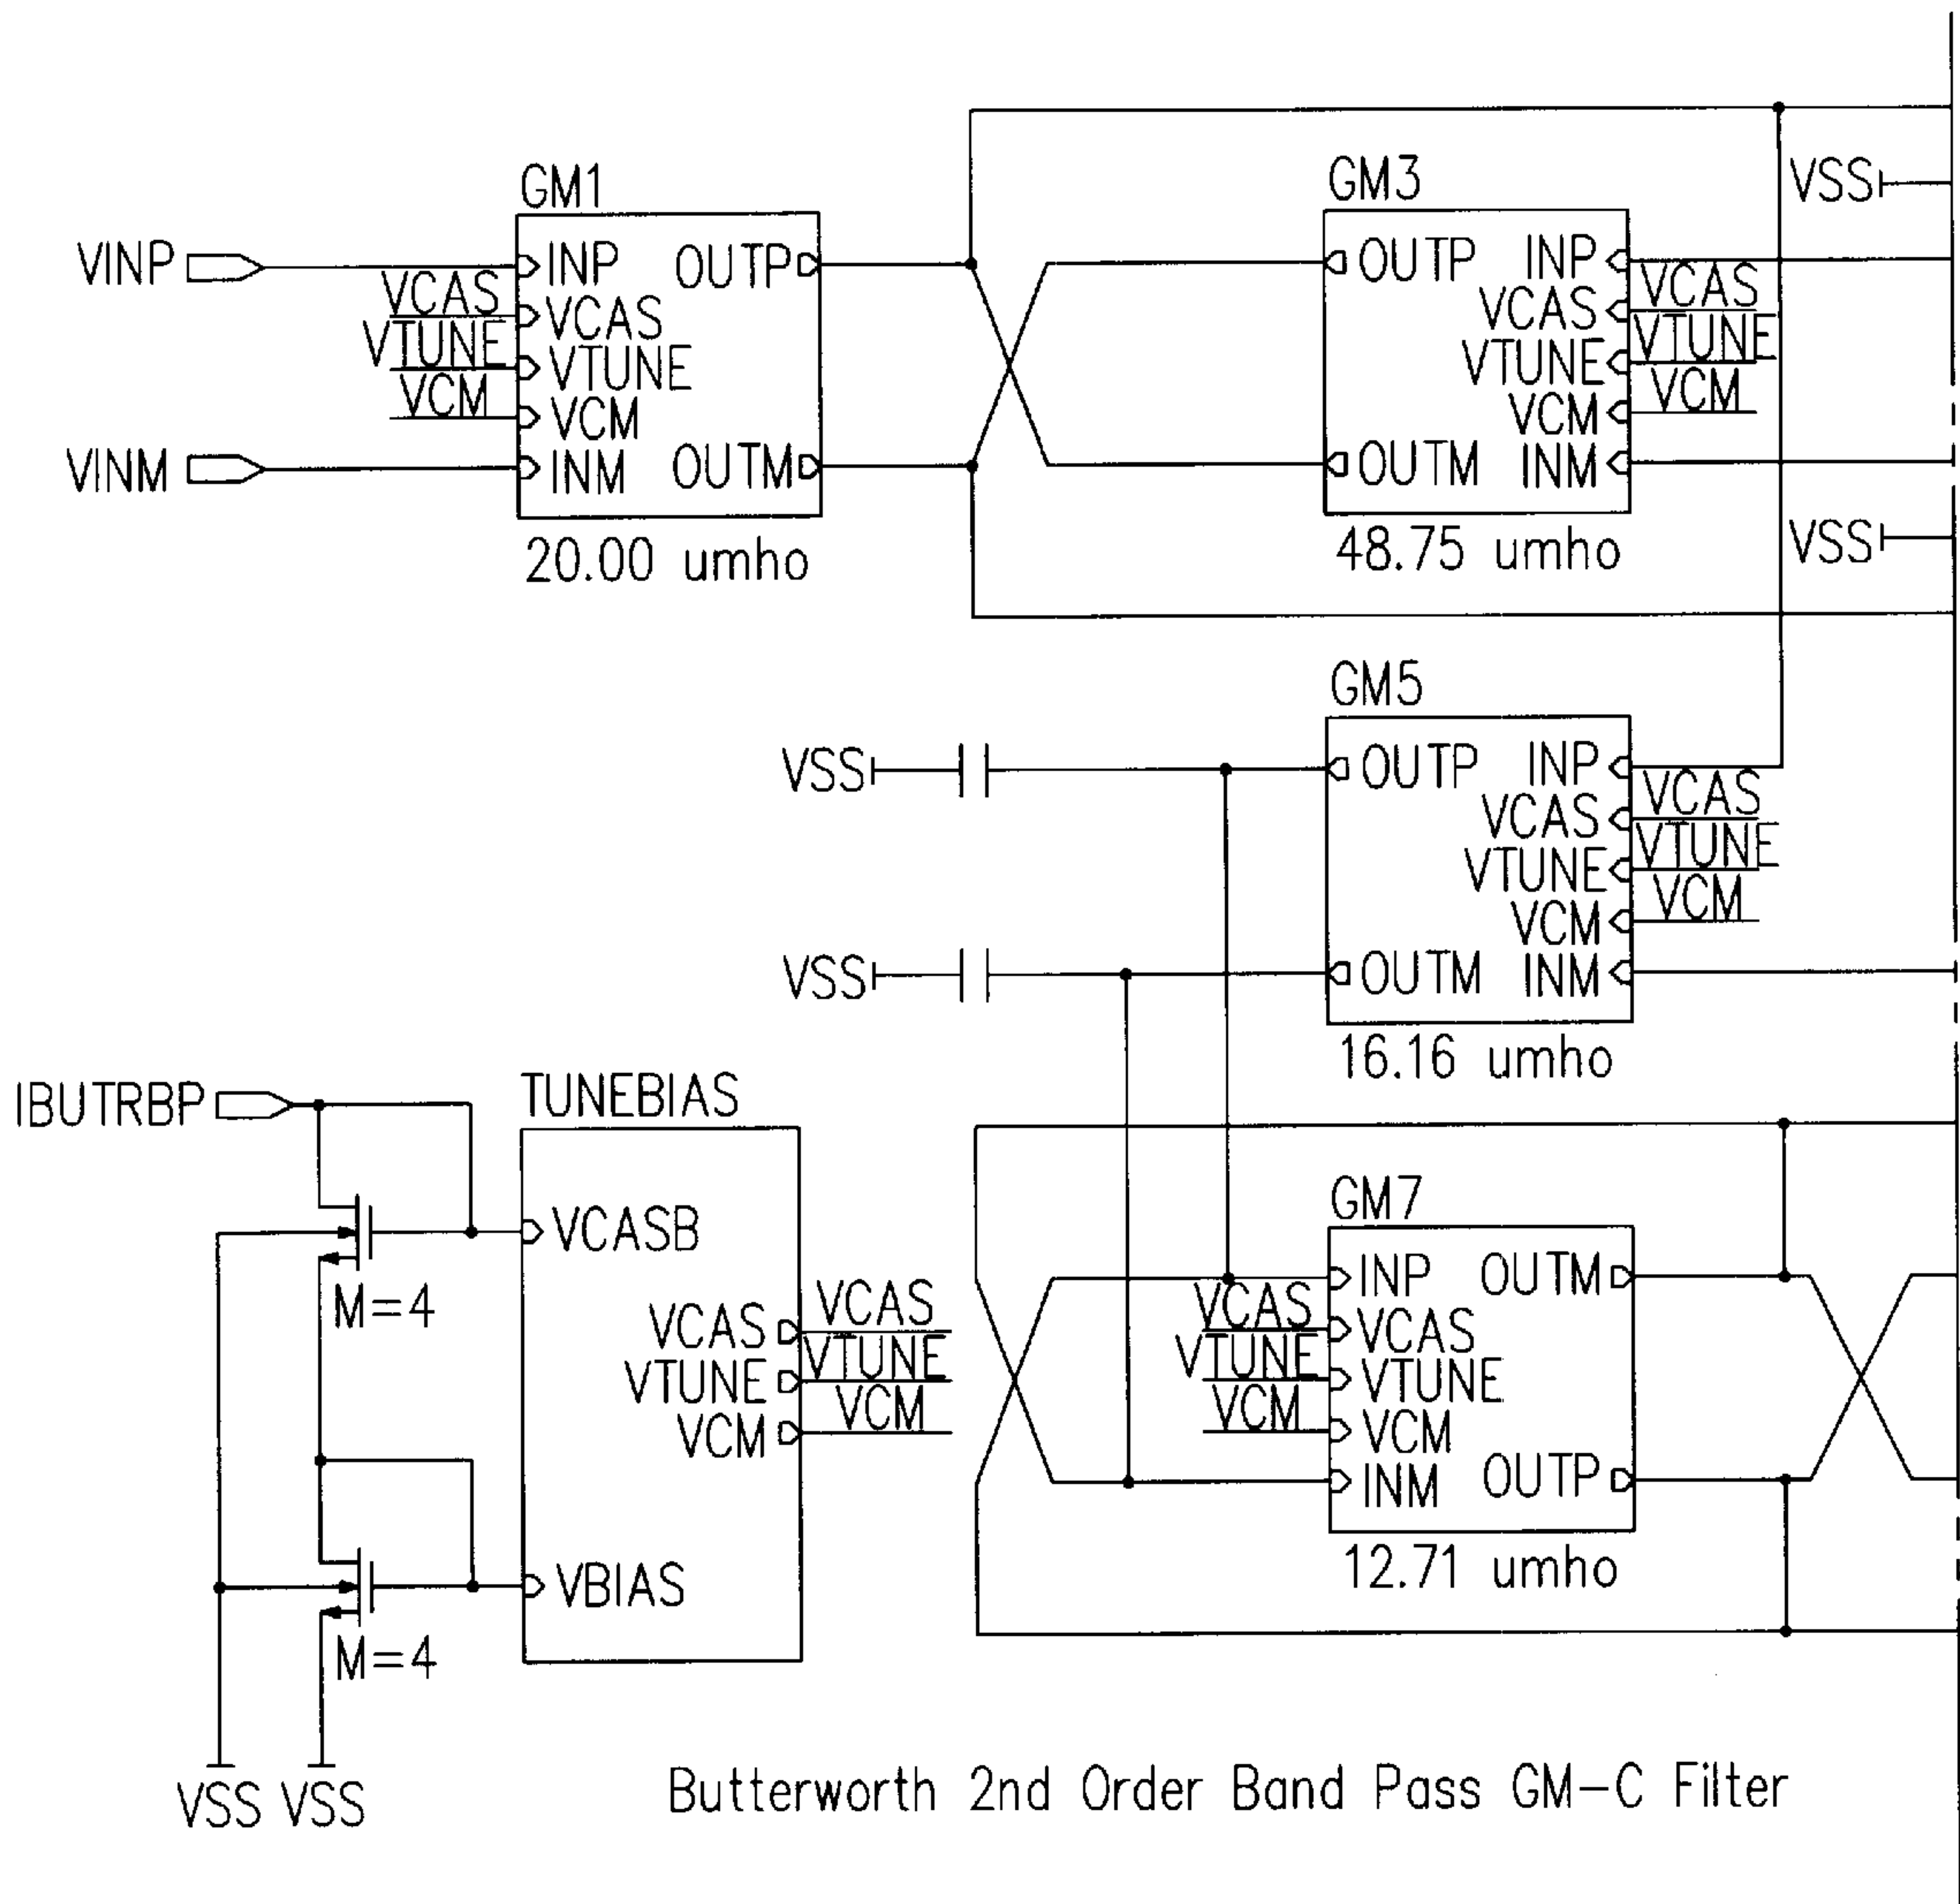 GM1
GM3
VSS
VINP
INP
OUTP
OUTP
INP
VCAS
VCAS
VCAS
VCAS
VTUNE
VTUNE
VTUNE
VTUNE
VCM
VCM
VCM
VCM
VINM
INM
OUTM
OUTM
INM
20.00 umho
48.75 umho
VSS
GM5
VSS
OUTP
INP
VCAS
VCAS
VTUNE
VTUNE
VCM
VCM
VSS
OUTM
INM
16.16 umho
IBUTRBP
TUNEBIAS
GM7
VCASB
M=4
INP
OUTM
VCAS
VCAS
VCAS
VCAS
VTUNE
VTUNE
VTUNE
VTUNE
VCM
VCM
VCM
VCM
INM
OUTP
12.71 umho
VBIAS
M=4
VSS VSS
Butterworth 2nd Order Band Pass GM-C Filter